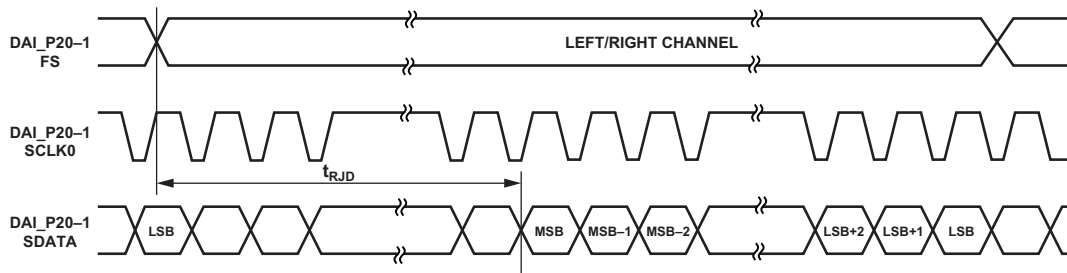 DAI_P20–1
FS
LEFT/RIGHT CHANNEL
DAI_P20–1
SCLK0
tRJD
DAI_P20–1
SDATA
LSB
MSB
MSB–1
MSB–2
LSB+2
LSB+1
LSB